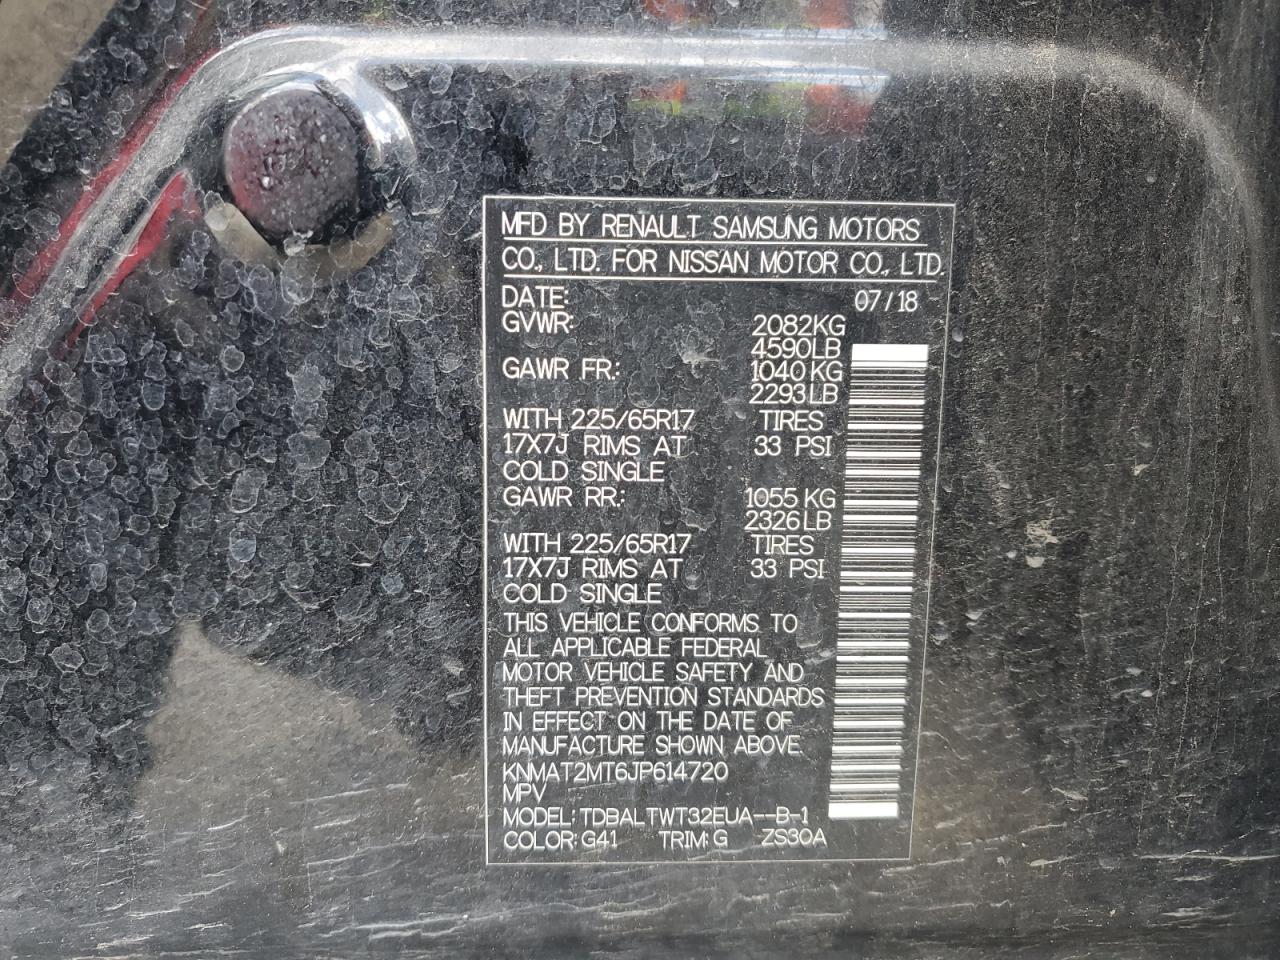 MFD BY RENAULT SAMSUNG MOTORS
CO., LTD. FOR NISSAN MOTOR CO., LTD.
DATE: 07/18
GVWR: 2082KG
4590LB
GAWR FR.: 1040KG
2293LB
WITH 225/65R17 TIRES
17X7J RIMS AT 33 PSI
COLD SINGLE
GAWR RR.: 1055KG
2326LB
WITH 225/65R17 TIRES
17X7J RIMS AT 33 PSI
COLD SINGLE
THIS VEHICLE CONFORMS TO
ALL APPLICABLE FEDERAL
MOTOR VEHICLE SAFETY AND
THEFT PREVENTION STANDARDS
IN EFFECT ON THE DATE OF
MANUFACTURE SHOWN ABOVE.
KNMAT2MT6JP614720
MPV
MODEL: TDBALTWT32EUA--B-1
COLOR: G41 TRIM: G ZS30A